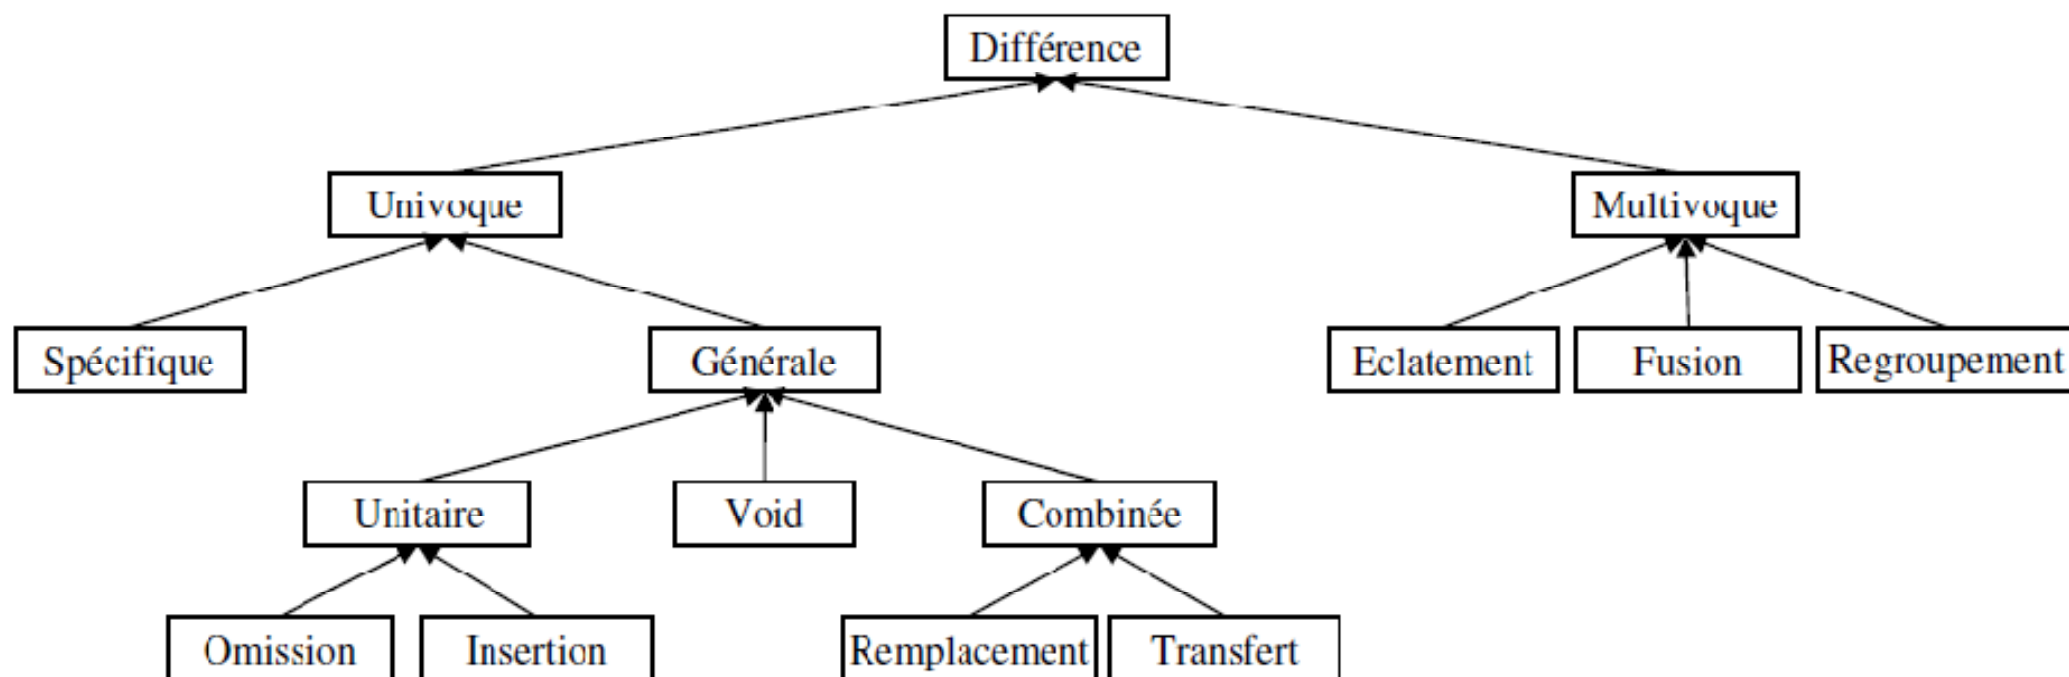 Différence
Univoque
Multivoque
Spécifique
Générale
Eclatement
Fusion
Regroupement
Unitaire
Void
Combinée
Omission
Insertion
Remplacement
Transfert